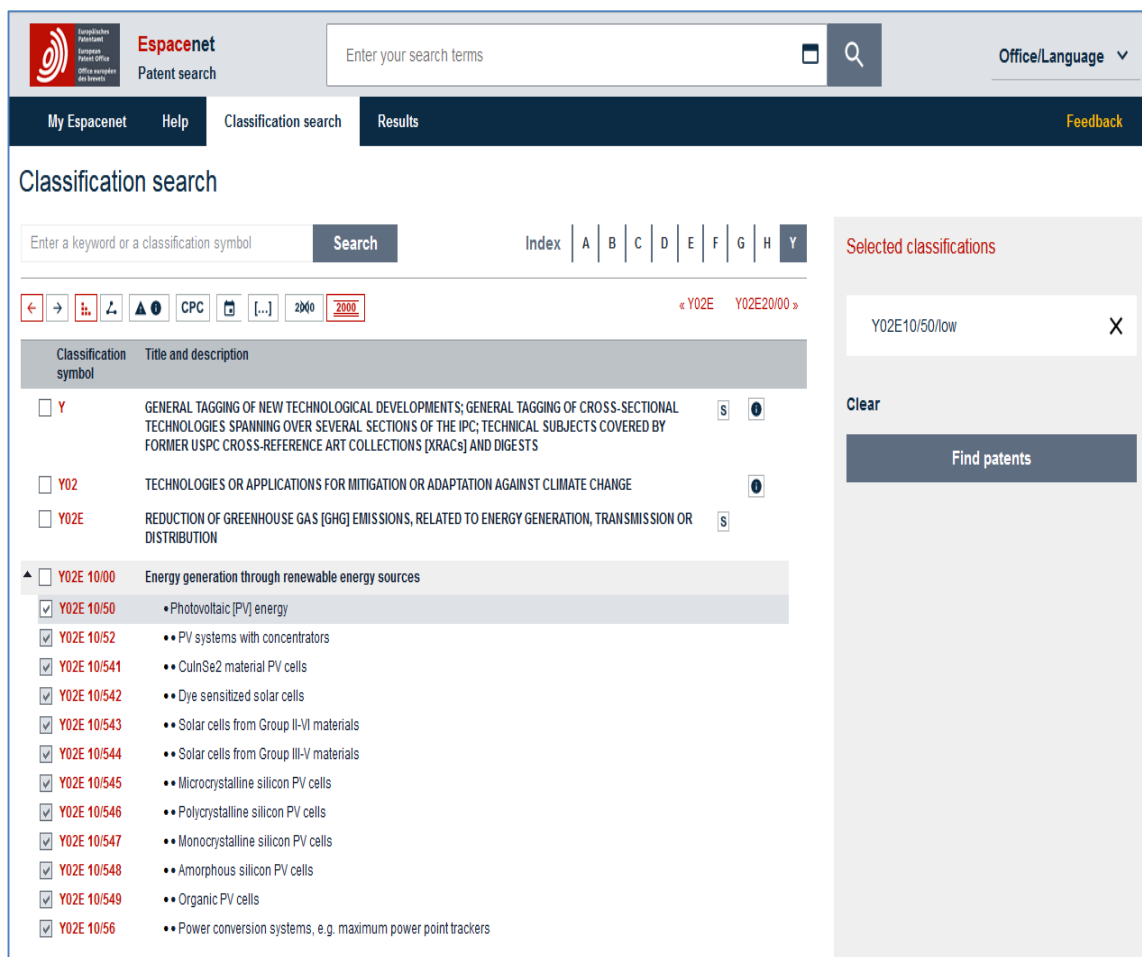 Europäisches
Patentamt
European
Patent Office
Office européen
des brevets
Espacenet
Patent search
Enter your search terms
Office/Language
My Espacenet Help Classification search Results Feedback
Classification search
Enter a keyword or a classification symbol Search Index A B C D E F G H Y
Selected classifications
CPC [...] 2000 2000 « Y02E Y02E20/00 »
Y02E10/50/low X
Classification symbol Title and description
Clear
Find patents
Y GENERAL TAGGING OF NEW TECHNOLOGICAL DEVELOPMENTS; GENERAL TAGGING OF CROSS-SECTIONAL S
TECHNOLOGIES SPANNING OVER SEVERAL SECTIONS OF THE IPC; TECHNICAL SUBJECTS COVERED BY
FORMER USPC CROSS-REFERENCE ART COLLECTIONS [XRACs] AND DIGESTS
Y02 TECHNOLOGIES OR APPLICATIONS FOR MITIGATION OR ADAPTATION AGAINST CLIMATE CHANGE
Y02E REDUCTION OF GREENHOUSE GAS [GHG] EMISSIONS, RELATED TO ENERGY GENERATION, TRANSMISSION OR S
DISTRIBUTION
Y02E 10/00 Energy generation through renewable energy sources
Y02E 10/50 • Photovoltaic [PV] energy
Y02E 10/52 •• PV systems with concentrators
Y02E 10/541 •• CuInSe2 material PV cells
Y02E 10/542 •• Dye sensitized solar cells
Y02E 10/543 •• Solar cells from Group II-VI materials
Y02E 10/544 •• Solar cells from Group III-V materials
Y02E 10/545 •• Microcrystalline silicon PV cells
Y02E 10/546 •• Polycrystalline silicon PV cells
Y02E 10/547 •• Monocrystalline silicon PV cells
Y02E 10/548 •• Amorphous silicon PV cells
Y02E 10/549 •• Organic PV cells
Y02E 10/56 •• Power conversion systems, e.g. maximum power point trackers